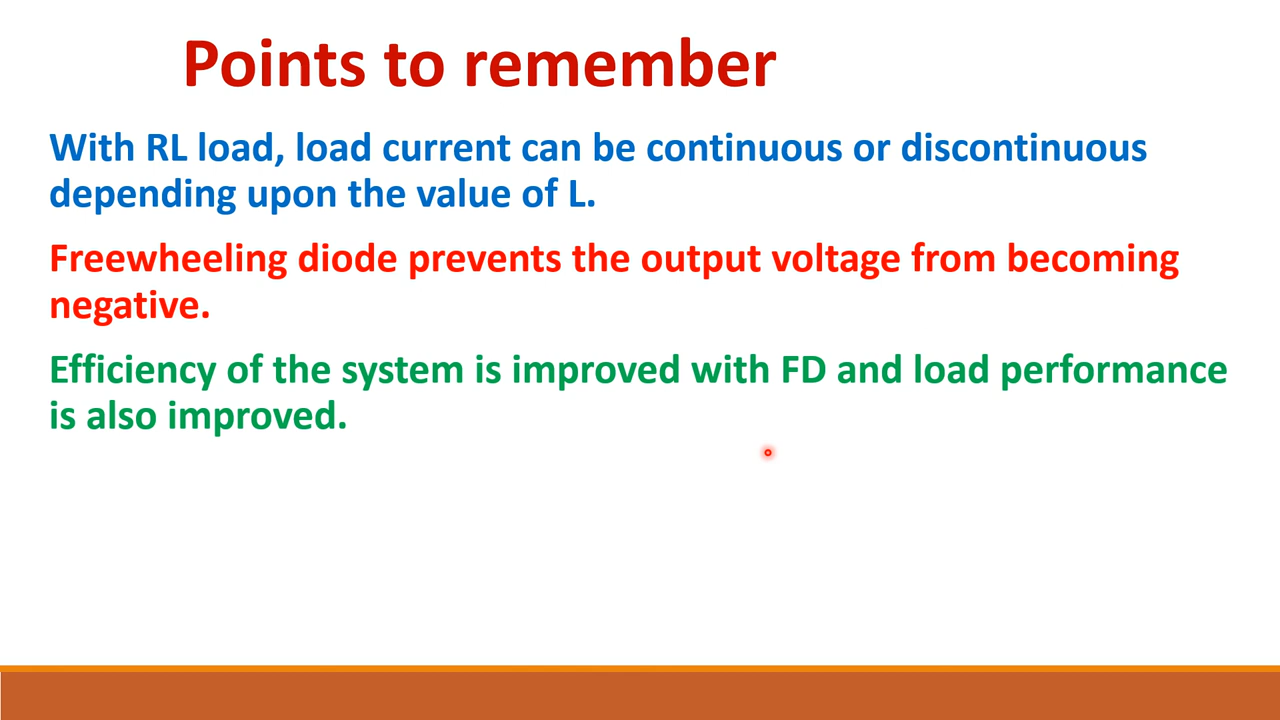 Points to remember
With RL load, load current can be continuous or discontinuous
depending upon the value of L.
Freewheeling diode prevents the output voltage from becoming
negative.
Efficiency of the system is improved with FD and load performance
is also improved.